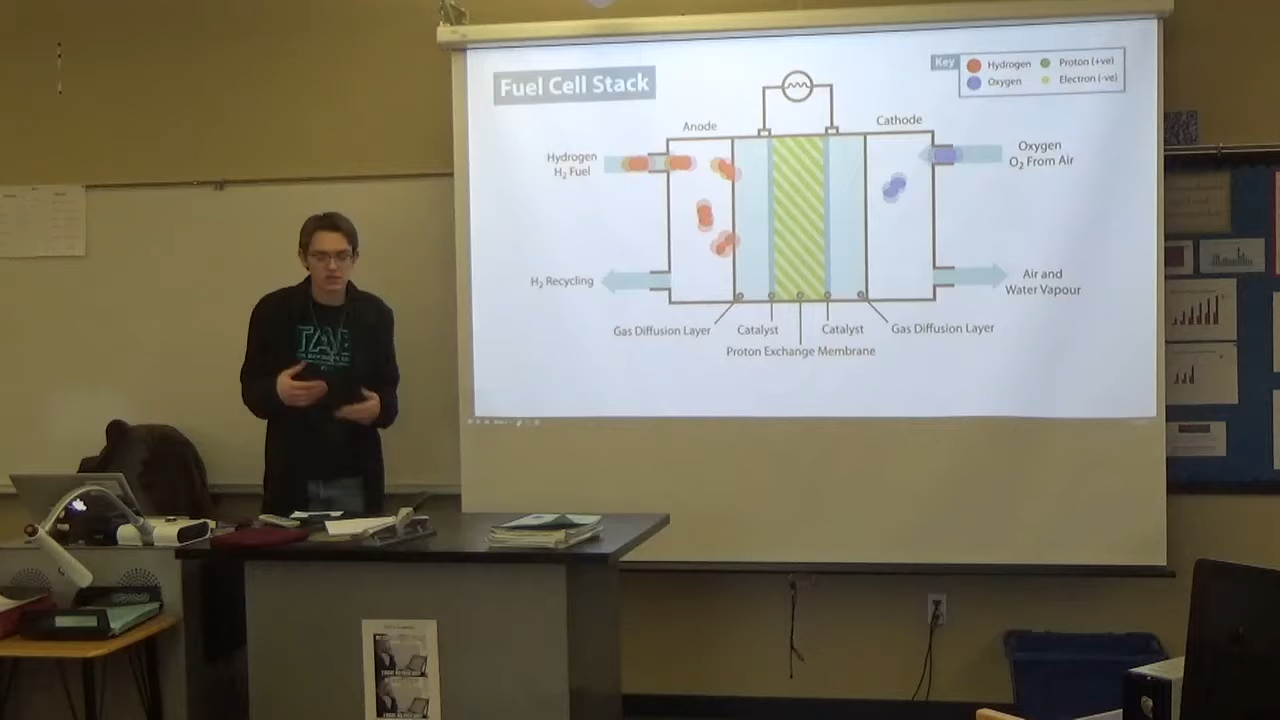 Fuel Cell Stack
Key
Hydrogen
Proton (+ve)
Oxygen
Electron (-ve)
Anode
Cathode
Hydrogen
H₂ Fuel
Oxygen
O₂ From Air
H₂ Recycling
Air and
Water Vapour
Gas Diffusion Layer
Catalyst
Catalyst
Gas Diffusion Layer
Proton Exchange Membrane